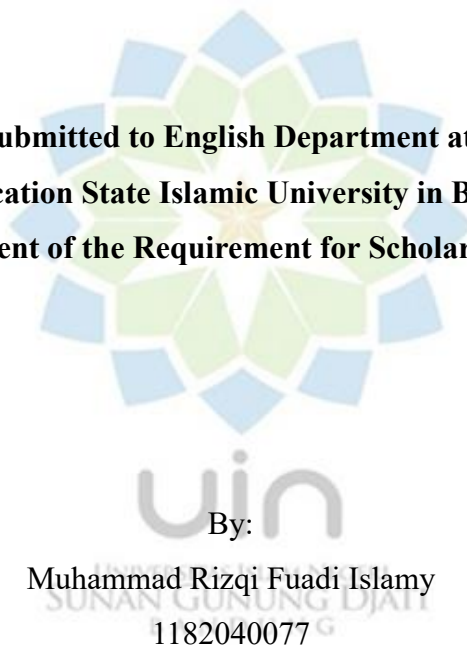 ubmitted to English Department at
cation State Islamic University in B
ent of the Requirement for Scholar
uin
By:
Muhammad Rizqi Fuadi Islamy
SUNAN GUNUNG DJATI
1182040077